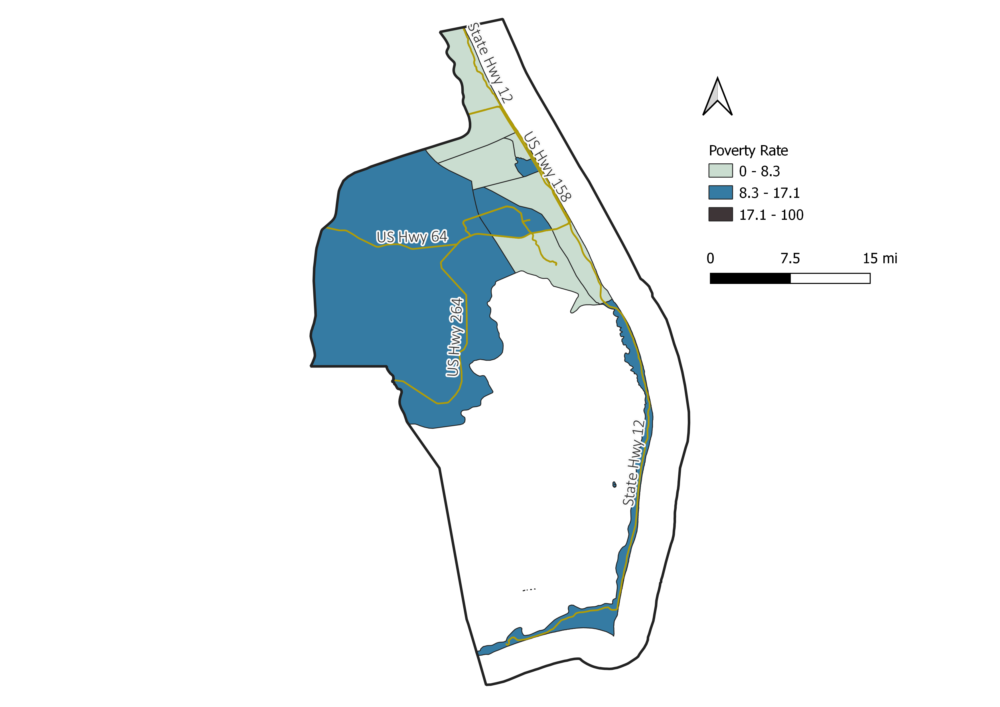 State Hwy 12
US Hwy 158
US Hwy 64
US Hwy 264
State Hwy 12
Poverty Rate
0 - 8.3
8.3 - 17.1
17.1 - 100
0 7.5 15 mi